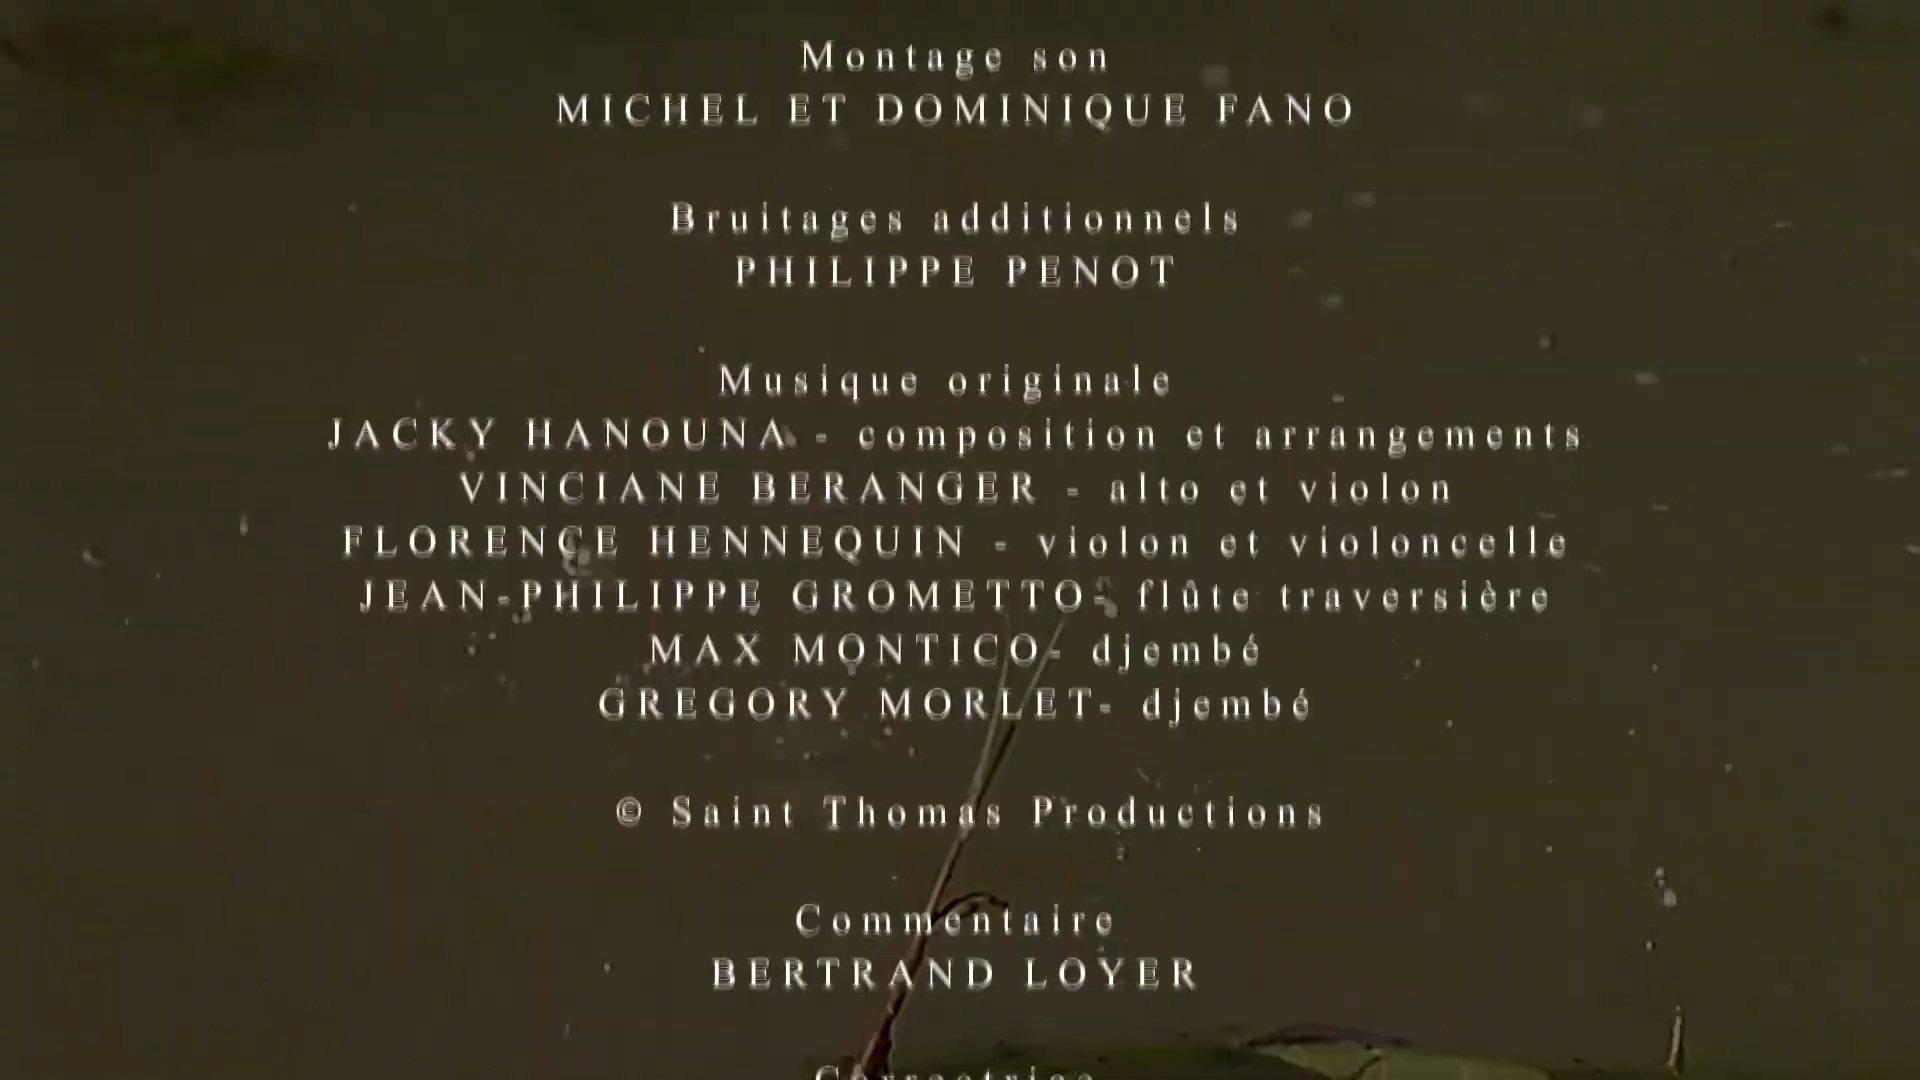 Montage son
MICHEL ET DOMINIQUE FANO
Bruitages additionnels
PHILIPPE PENOT
Musique originale
JACKY HANOUNA - composition et arrangements
VINCIANE BERANGER - alto et violon
FLORENCE HENNEQUIN - violon et violoncelle
JEAN-PHILIPPE GROMETTO- flûte traversière
MAX MONTICO- djembé
GREGORY MORLET- djembé
© Saint Thomas Productions
Commentaire
BERTRAND LOYER